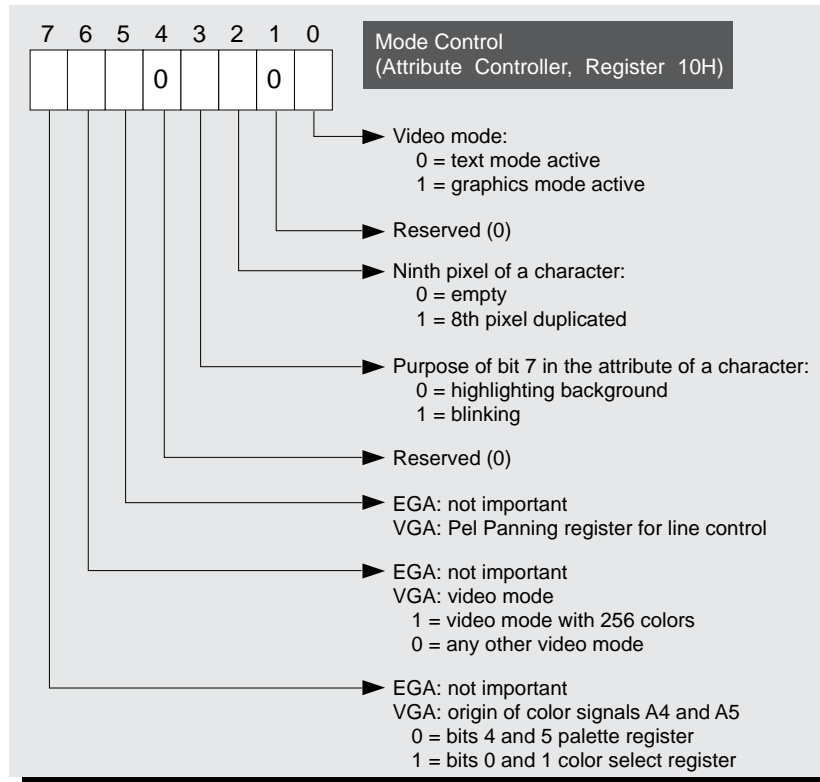 7 6 5 4 3 2 1 0
0 0
Mode Control
(Attribute Controller, Register 10H)
Video mode:
0 = text mode active
1 = graphics mode active
Reserved (0)
Ninth pixel of a character:
0 = empty
1 = 8th pixel duplicated
Purpose of bit 7 in the attribute of a character:
0 = highlighting background
1 = blinking
Reserved (0)
EGA: not important
VGA: Pel Panning register for line control
EGA: not important
VGA: video mode
1 = video mode with 256 colors
0 = any other video mode
EGA: not important
VGA: origin of color signals A4 and A5
0 = bits 4 and 5 palette register
1 = bits 0 and 1 color select register